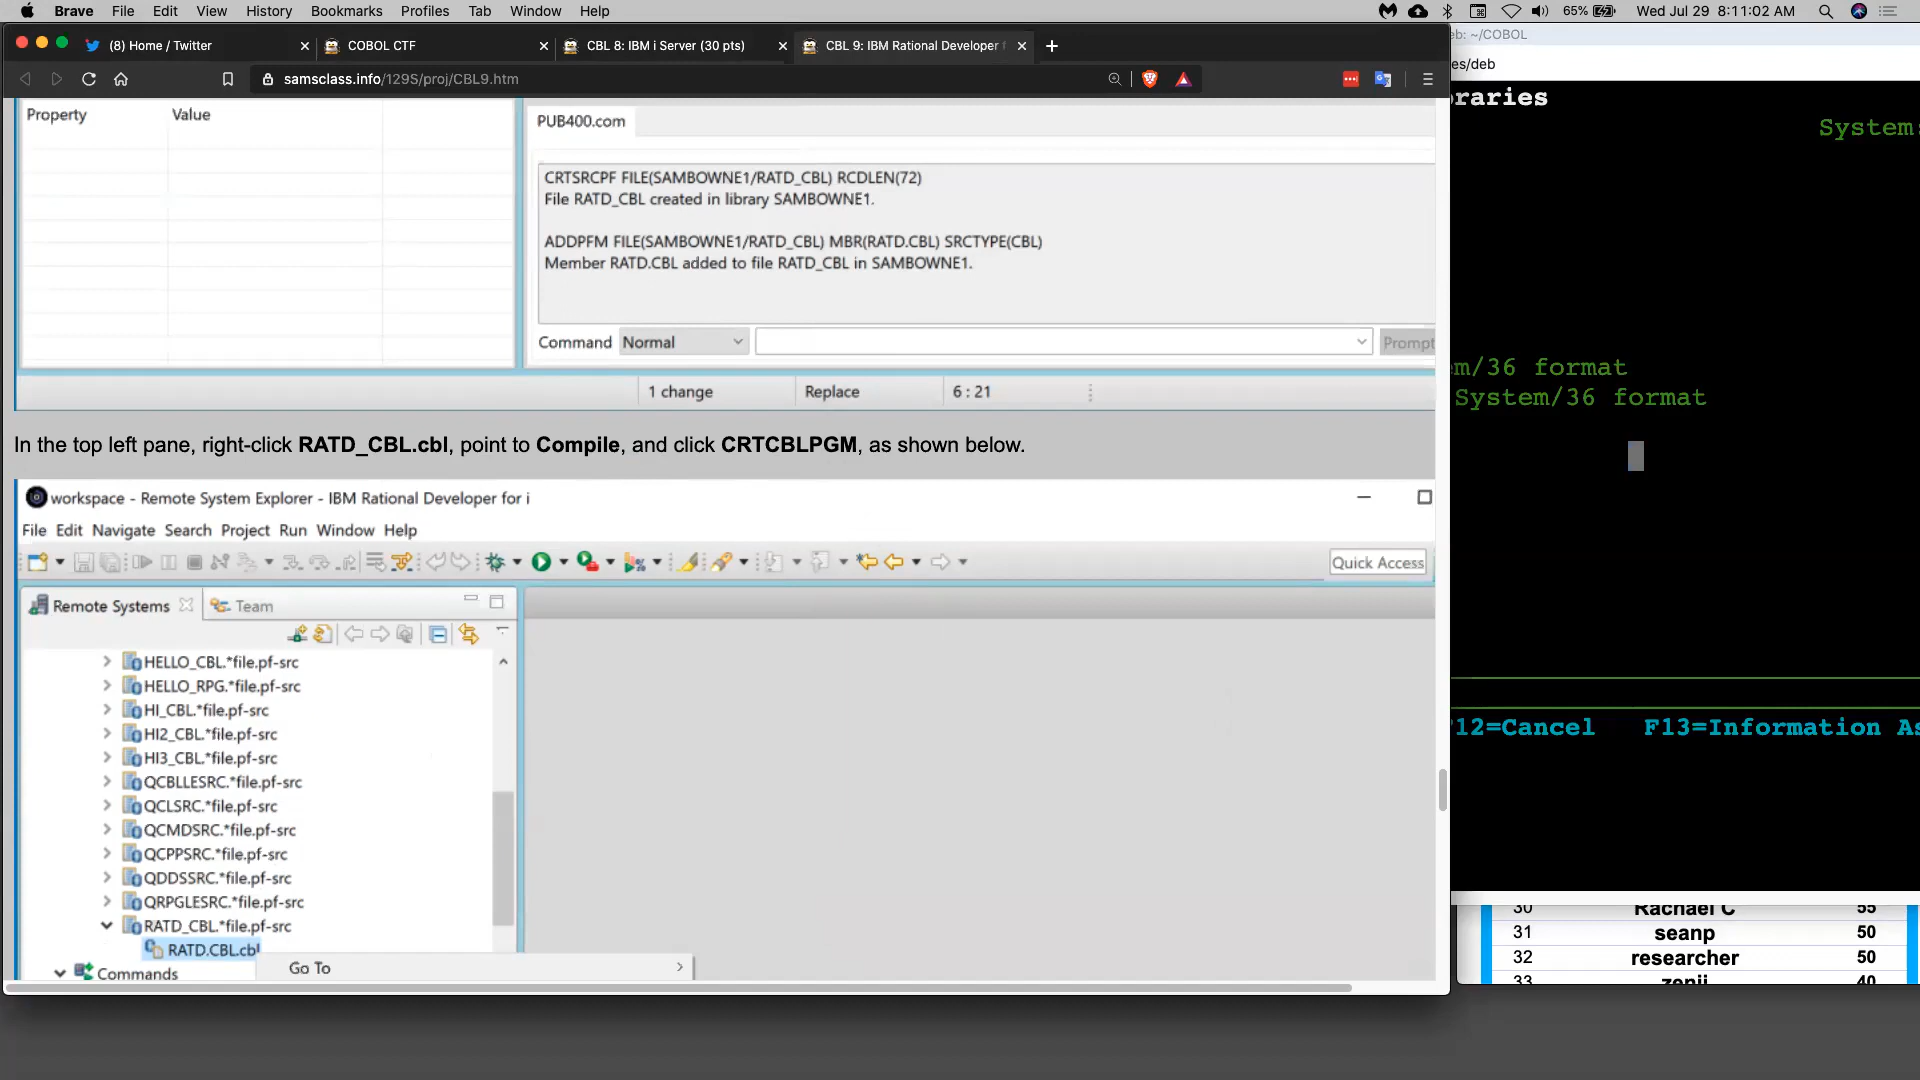 Brave File Edit View History Bookmarks Profiles Tab Window Help
65% Wed Jul 29 8:11:02 AM
(8) Home / Twitter
COBOL CTF
CBL 8: IBM i Server (30 pts)
CBL 9: IBM Rational Developer f
samsclass.info/129S/proj/CBL9.htm
Property Value
PUB400.com
CRTSRCPF FILE(SAMBOWNE1/RATD_CBL) RCDLEN(72)
File RATD_CBL created in library SAMBOWNE1.
ADDPFM FILE(SAMBOWNE1/RATD_CBL) MBR(RATD.CBL) SRCTYPE(CBL)
Member RATD.CBL added to file RATD_CBL in SAMBOWNE1.
Command Normal Prompt
1 change Replace 6 : 21
In the top left pane, right-click RATD_CBL.cbl, point to Compile, and click CRTCBLPGM, as shown below.
workspace - Remote System Explorer - IBM Rational Developer for i
File Edit Navigate Search Project Run Window Help
Quick Access
Remote Systems Team
HELLO_CBL.*file.pf-src
HELLO_RPG.*file.pf-src
HI_CBL.*file.pf-src
HI2_CBL.*file.pf-src
HI3_CBL.*file.pf-src
QCBLLESRC.*file.pf-src
QCLSRC.*file.pf-src
QCMDSRC.*file.pf-src
QCPPSRC.*file.pf-src
QDDSSRC.*file.pf-src
QRPGLESRC.*file.pf-src
RATD_CBL.*file.pf-src
RATD.CBL.cbl
Commands
Go To
eb: ~/COBOL
es/deb
raries
System:
em/36 format
System/36 format
F12=Cancel F13=Information As
30 Rachael C 55
31 seanp 50
32 researcher 50
33 zenii 40